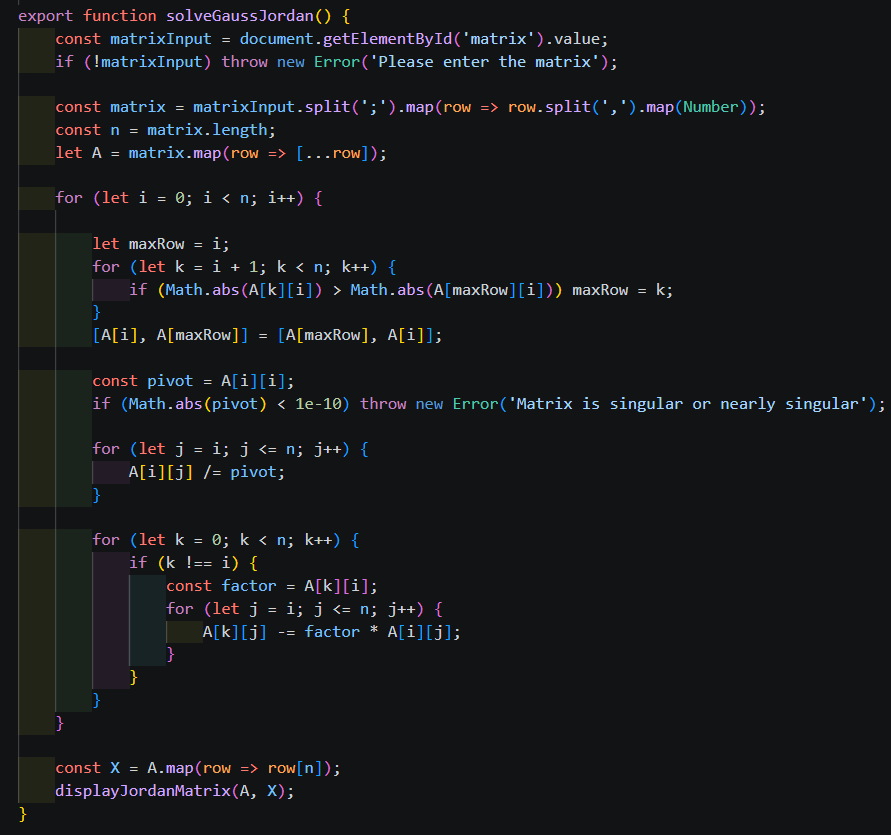 export function solveGaussJordan() {
    const matrixInput = document.getElementById('matrix').value;
    if (!matrixInput) throw new Error('Please enter the matrix');

    const matrix = matrixInput.split(';').map(row => row.split(',').map(Number));
    const n = matrix.length;
    let A = matrix.map(row => [...row]);

    for (let i = 0; i < n; i++) {

        let maxRow = i;
        for (let k = i + 1; k < n; k++) {
            if (Math.abs(A[k][i]) > Math.abs(A[maxRow][i])) maxRow = k;
        }
        [A[i], A[maxRow]] = [A[maxRow], A[i]];

        const pivot = A[i][i];
        if (Math.abs(pivot) < 1e-10) throw new Error('Matrix is singular or nearly singular');

        for (let j = i; j <= n; j++) {
            A[i][j] /= pivot;
        }

        for (let k = 0; k < n; k++) {
            if (k !== i) {
                const factor = A[k][i];
                for (let j = i; j <= n; j++) {
                    A[k][j] -= factor * A[i][j];
                }
            }
        }
    }

    const X = A.map(row => row[n]);
    displayJordanMatrix(A, X);
}